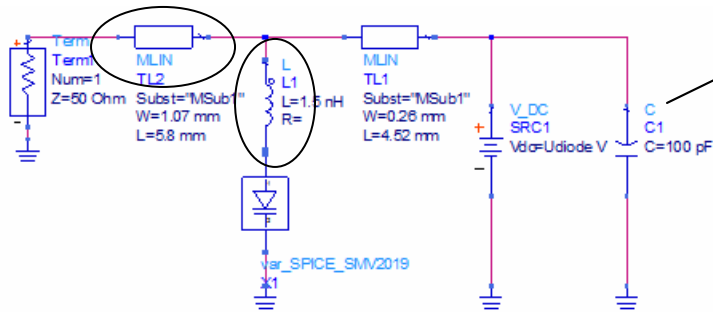 +
Term
Term1
Num=1
Z=50 Ohm
-
MLIN
TL2
Subst="MSub1"
W=1.07 mm
L=5.8 mm
L
L1
L=1.5 nH
R=
MLIN
TL1
Subst="MSub1"
W=0.26 mm
L=4.52 mm
+
V_DC
SRC1
Vdc=Udiode V
-
C
C1
C=100 pF
var_SPICE_SMV2019
X1